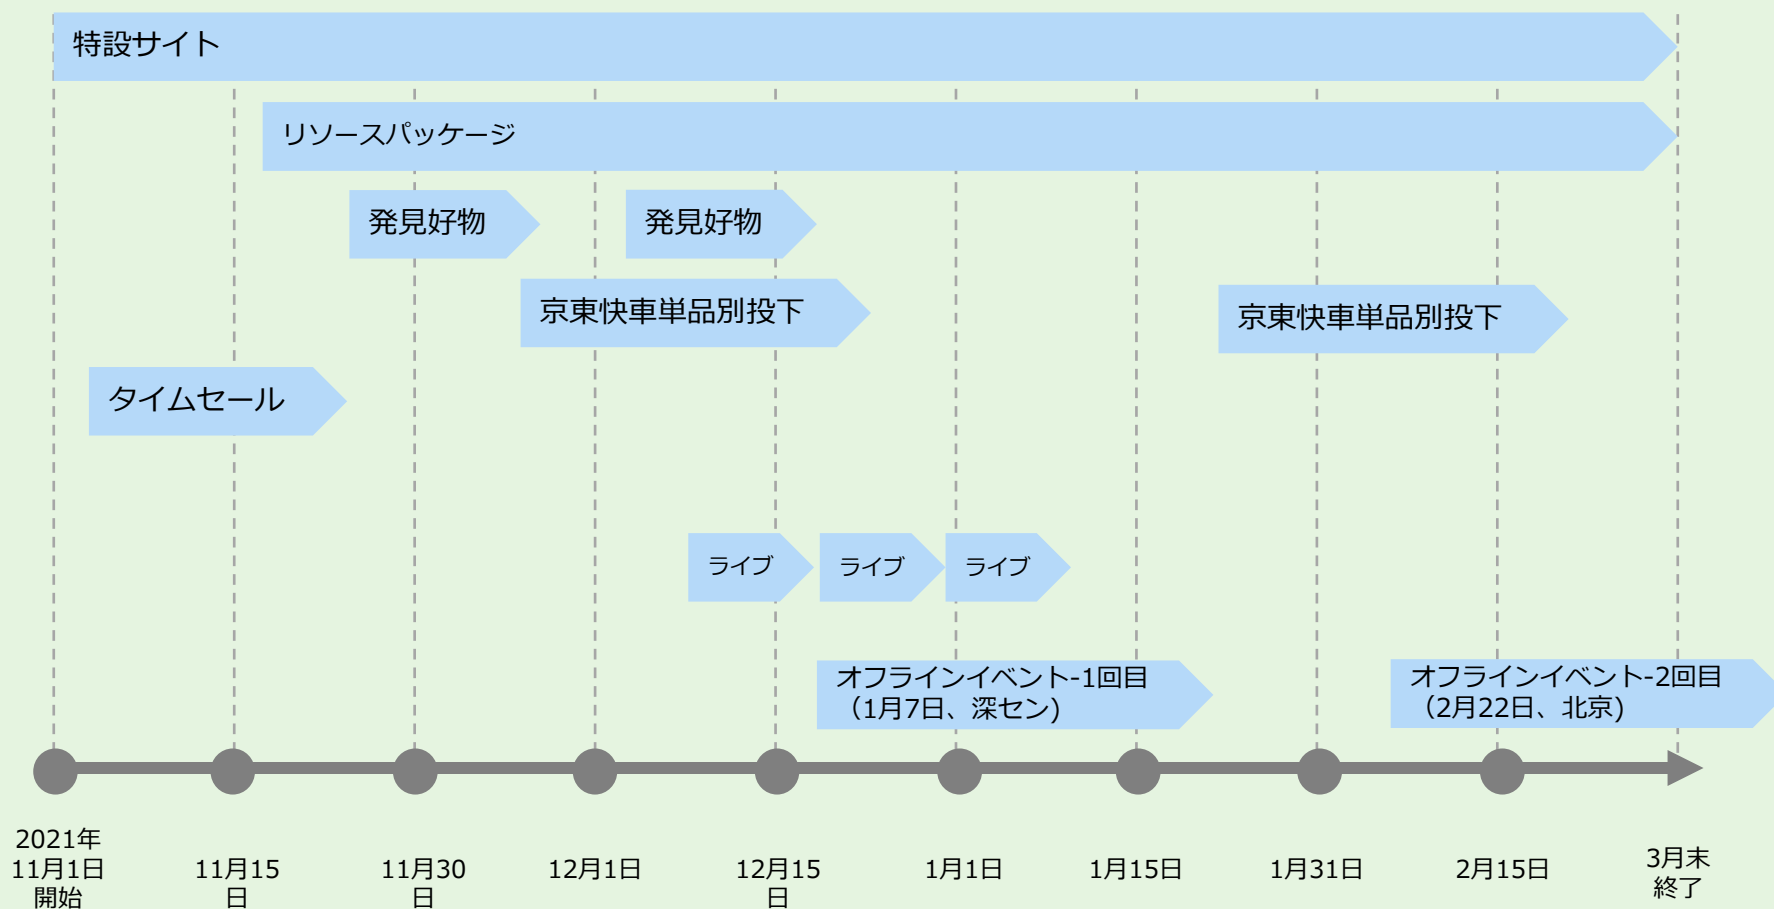 特設サイト
リソースパッケージ
発見好物
発見好物
京東快車単品別投下
京東快車単品別投下
タイムセール
ライブ
ライブ
ライブ
オフラインイベント-1回目
（1月7日、深セン)
オフラインイベント-2回目
（2月22日、北京)
2021年
11月1日
開始
11月15
日
11月30
日
12月1日
12月15
日
1月1日
1月15日
1月31日
2月15日
3月末
終了